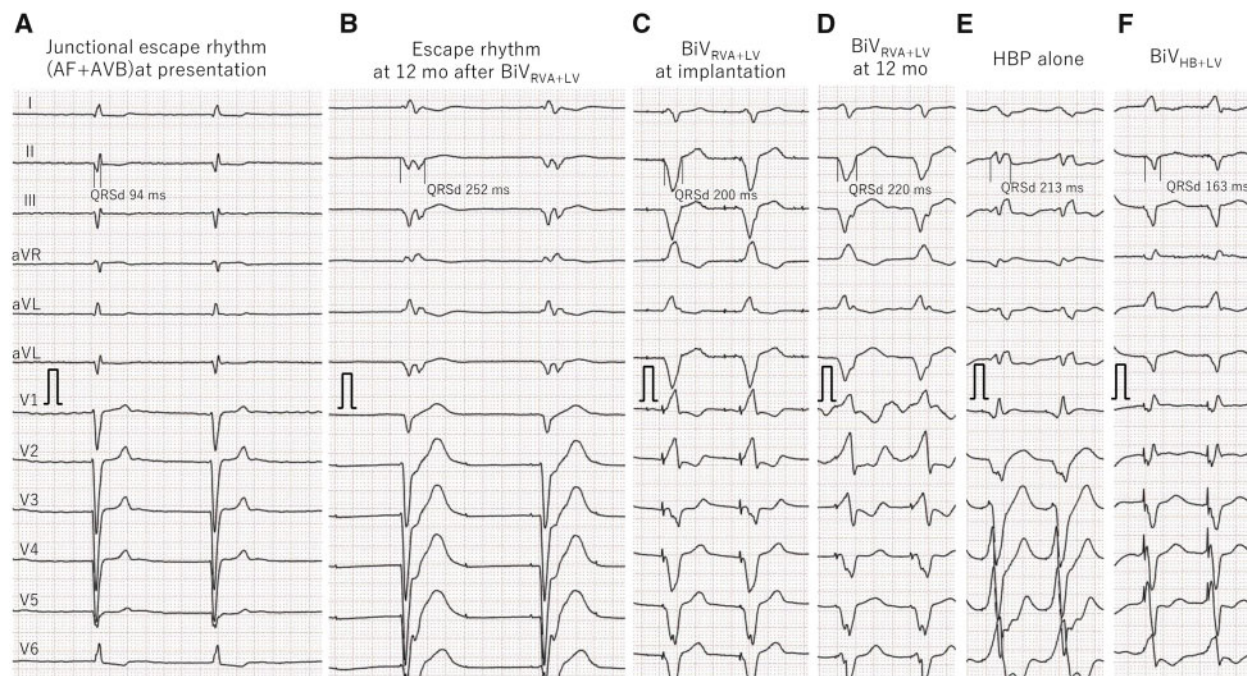 A
Junctional escape rhythm
(AF+AVB)at presentation
B
Escape rhythm
at 12 mo after BiVRVA+LV
C
BiVRVA+LV
at implantation
D
BiVRVA+LV
at 12 mo
E
HBP alone
F
BiVHB+LV
I
II
QRSd 94 ms
QRSd 252 ms
QRSd 200 ms
QRSd 220 ms
QRSd 213 ms
QRSd 163 ms
III
aVR
aVL
aVL
V1
V2
V3
V4
V5
V6